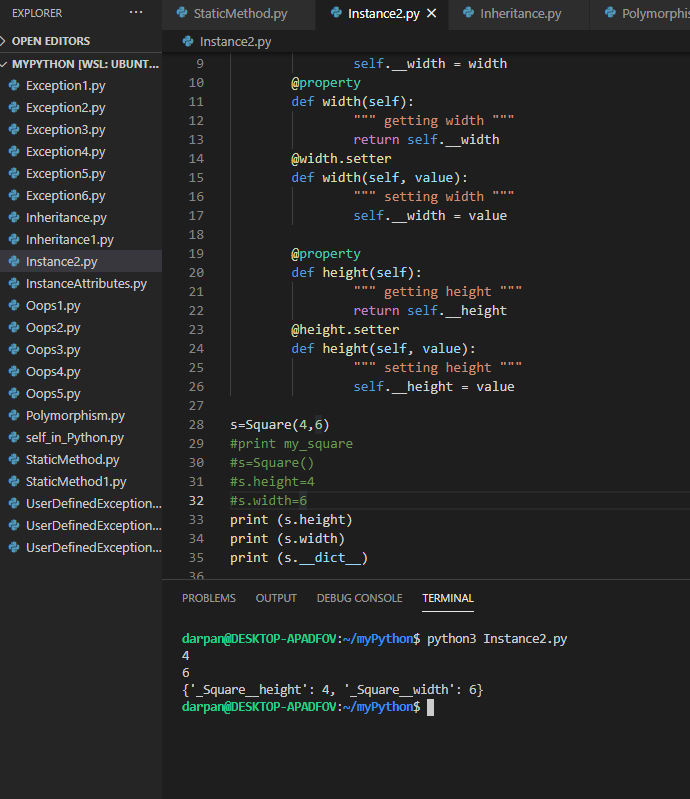 EXPLORER ···
StaticMethod.py Instance2.py × Inheritance.py Polymorphis
OPEN EDITORS
Instance2.py
MYPYTHON [WSL: UBUNT...
Exception1.py
Exception2.py
Exception3.py
Exception4.py
Exception5.py
Exception6.py
Inheritance.py
Inheritance1.py
Instance2.py
InstanceAttributes.py
Oops1.py
Oops2.py
Oops3.py
Oops4.py
Oops5.py
Polymorphism.py
self_in_Python.py
StaticMethod.py
StaticMethod1.py
UserDefinedException...
UserDefinedException...
UserDefinedException...
9 self.__width = width
10 @property
11 def width(self):
12 """ getting width """
13 return self.__width
14 @width.setter
15 def width(self, value):
16 """ setting width """
17 self.__width = value
18
19 @property
20 def height(self):
21 """ getting height """
22 return self.__height
23 @height.setter
24 def height(self, value):
25 """ setting height """
26 self.__height = value
27
28 s=Square(4,6)
29 #print my_square
30 #s=Square()
31 #s.height=4
32 #s.width=6
33 print (s.height)
34 print (s.width)
35 print (s.__dict__)
36
PROBLEMS OUTPUT DEBUG CONSOLE TERMINAL
darpan@DESKTOP-APADFOV:~/myPython$ python3 Instance2.py
4
6
{'_Square__height': 4, '_Square__width': 6}
darpan@DESKTOP-APADFOV:~/myPython$